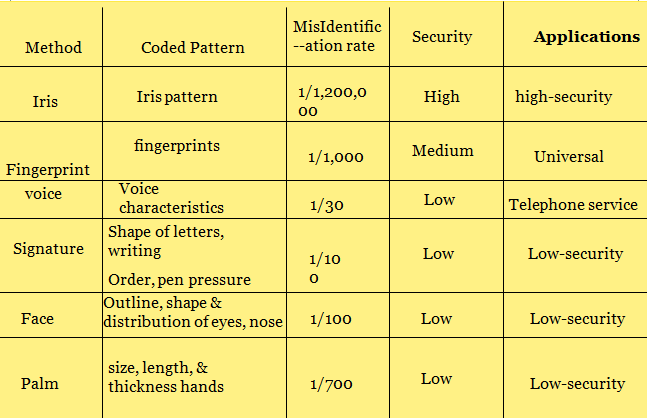 Method Coded Pattern MisIdentific Security Applications
--ation rate
Iris Iris pattern 1/1,200,0 High high-security
00
Fingerprint fingerprints 1/1,000 Medium Universal
voice Voice 1/30 Low Telephone service
characteristics
Signature Shape of letters, 1/10 Low Low-security
writing 0
Order, pen pressure
Face Outline, shape & 1/100 Low Low-security
distribution of eyes, nose
Palm size, length, & 1/700 Low Low-security
thickness hands